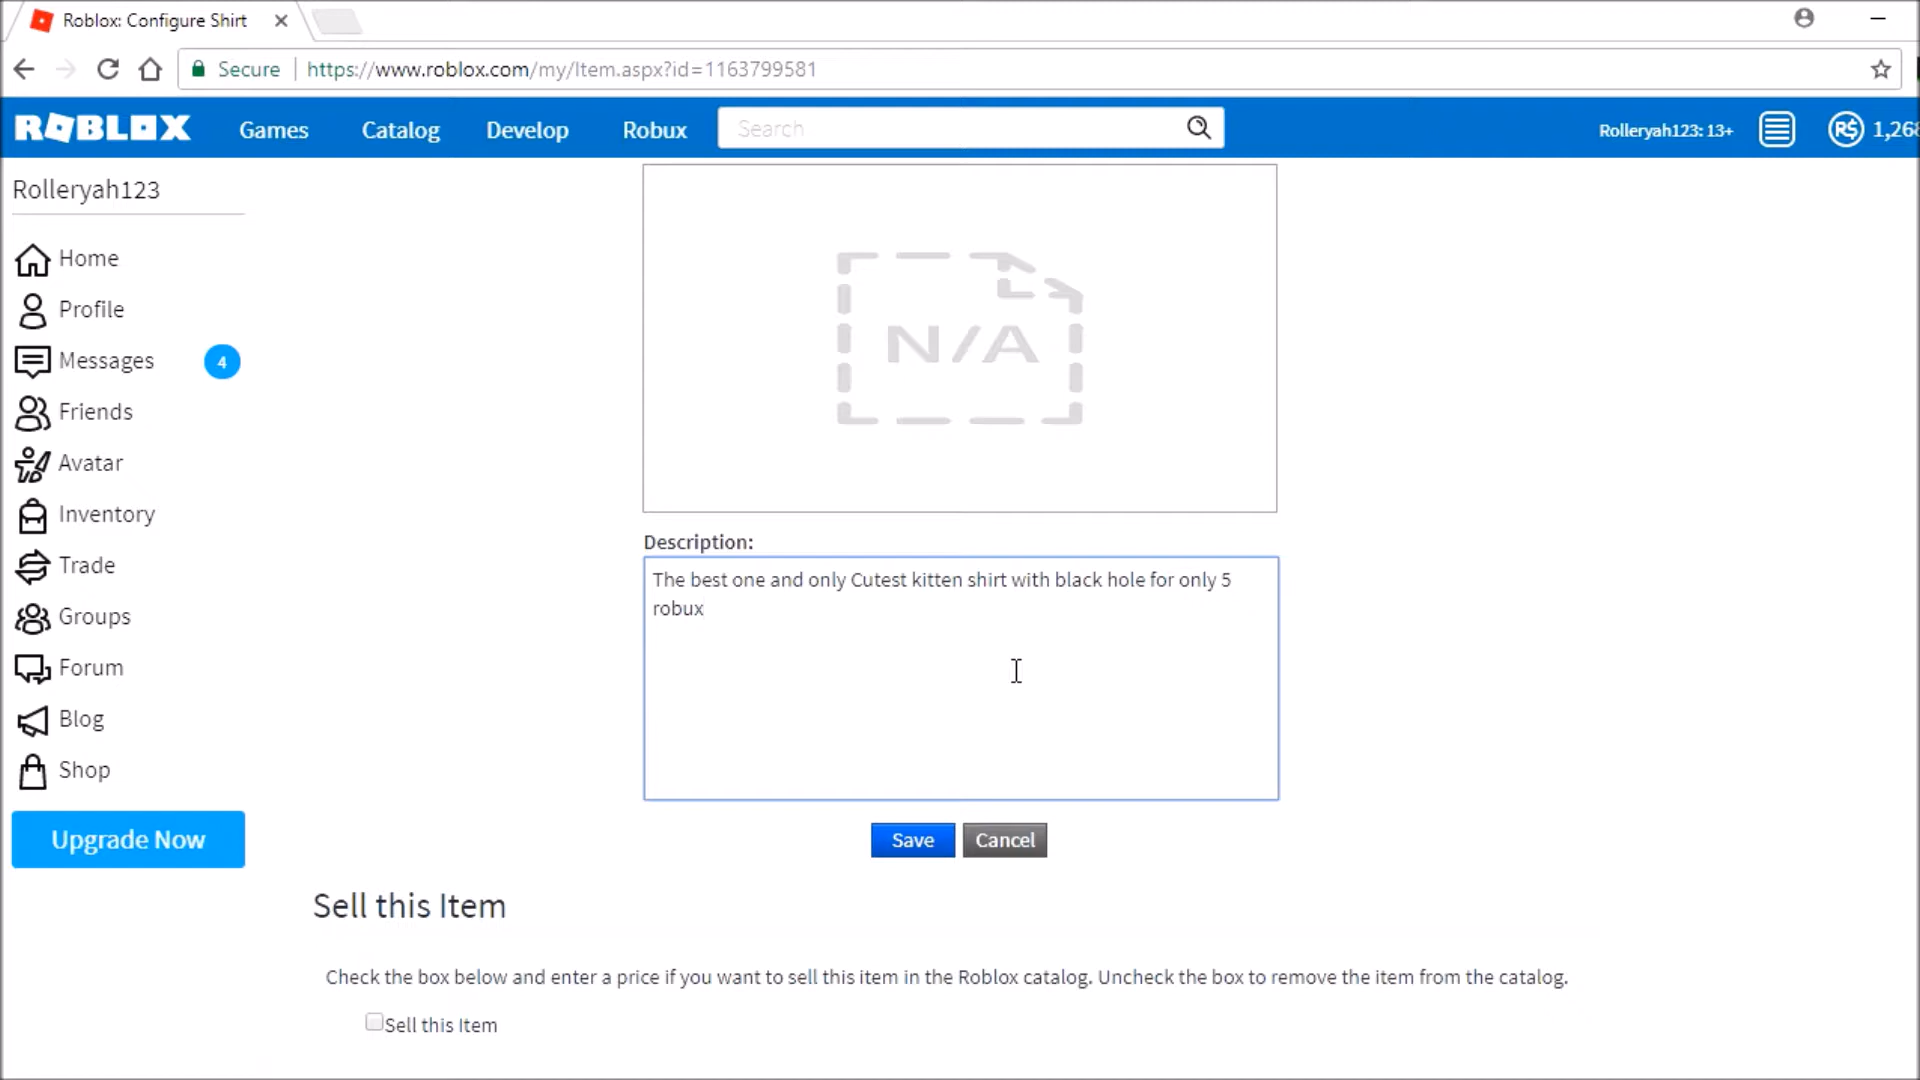 Roblox: Configure Shirt
Secure https://www.roblox.com/my/Item.aspx?id=1163799581
ROBLOX Games Catalog Develop Robux Search Rolleryah123: 13+ R$ 1,268
Rolleryah123
Home
Profile
Messages 4
Friends
Avatar
Inventory
Trade
Groups
Forum
Blog
Shop
Upgrade Now
N/A
Description:
The best one and only Cutest kitten shirt with black hole for only 5
robux
Save Cancel
Sell this Item
Check the box below and enter a price if you want to sell this item in the Roblox catalog. Uncheck the box to remove the item from the catalog.
Sell this Item